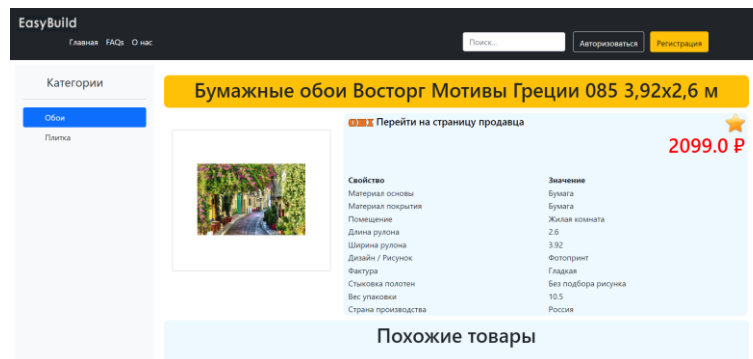 EasyBuild
Главная FAQs О нас
Поиск...
Авторизоваться
Регистрация
Категории
Обои
Плитка
Бумажные обои Восторг Мотивы Греции 085 3,92x2,6 м
Перейти на страницу продавца
2099.0 ₽
Свойство Значение
Материал основы Бумага
Материал покрытия Бумага
Помещение Жилая комната
Длина рулона 2.6
Ширина рулона 3.92
Дизайн / Рисунок Фотопринт
Фактура Гладкая
Стыковка полотен Без подбора рисунка
Вес упаковки 10.5
Страна производства Россия
Похожие товары